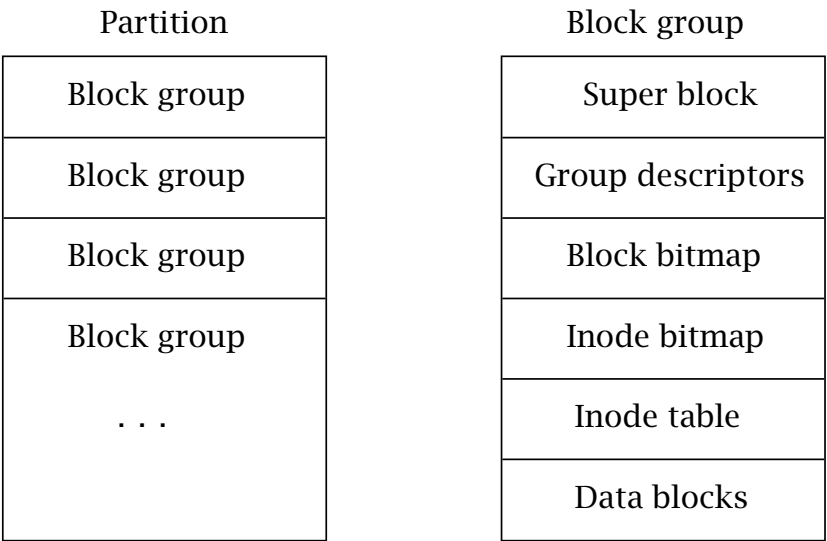 Partition
Block group
Block group
Block group
Block group
. . .
Block group
Super block
Group descriptors
Block bitmap
Inode bitmap
Inode table
Data blocks